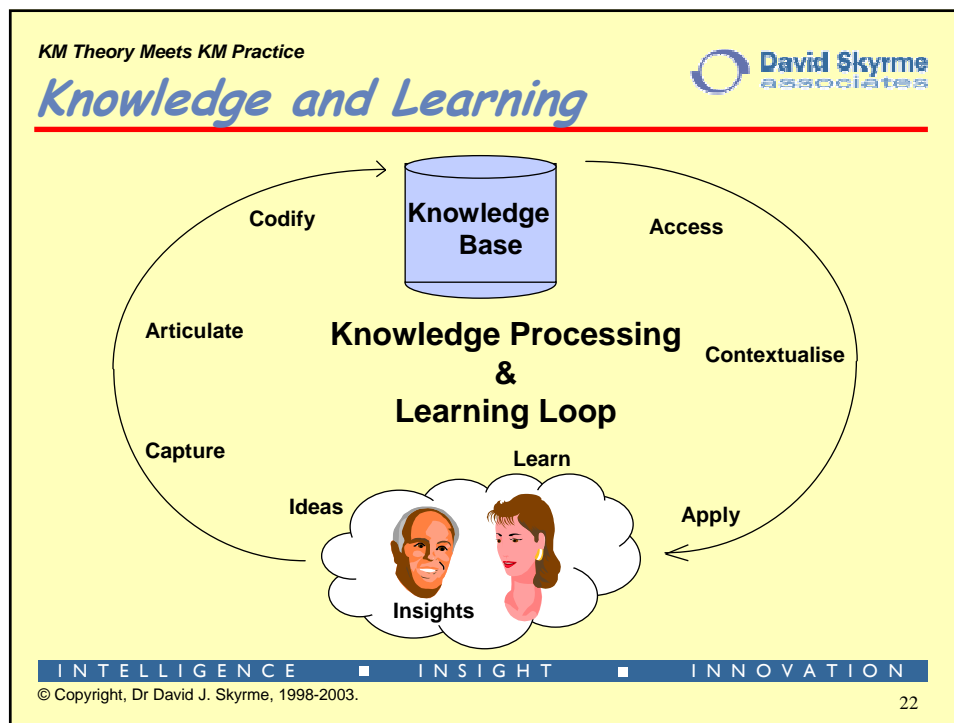 KM Theory Meets KM Practice
David Skyrme
associates
Knowledge and Learning
Codify
Knowledge
Base
Access
Articulate
Knowledge Processing
&
Learning Loop
Contextualise
Capture
Learn
Ideas
Apply
Insights
INTELLIGENCE ■ INSIGHT ■ INNOVATION
© Copyright, Dr David J. Skyrme, 1998-2003.
22